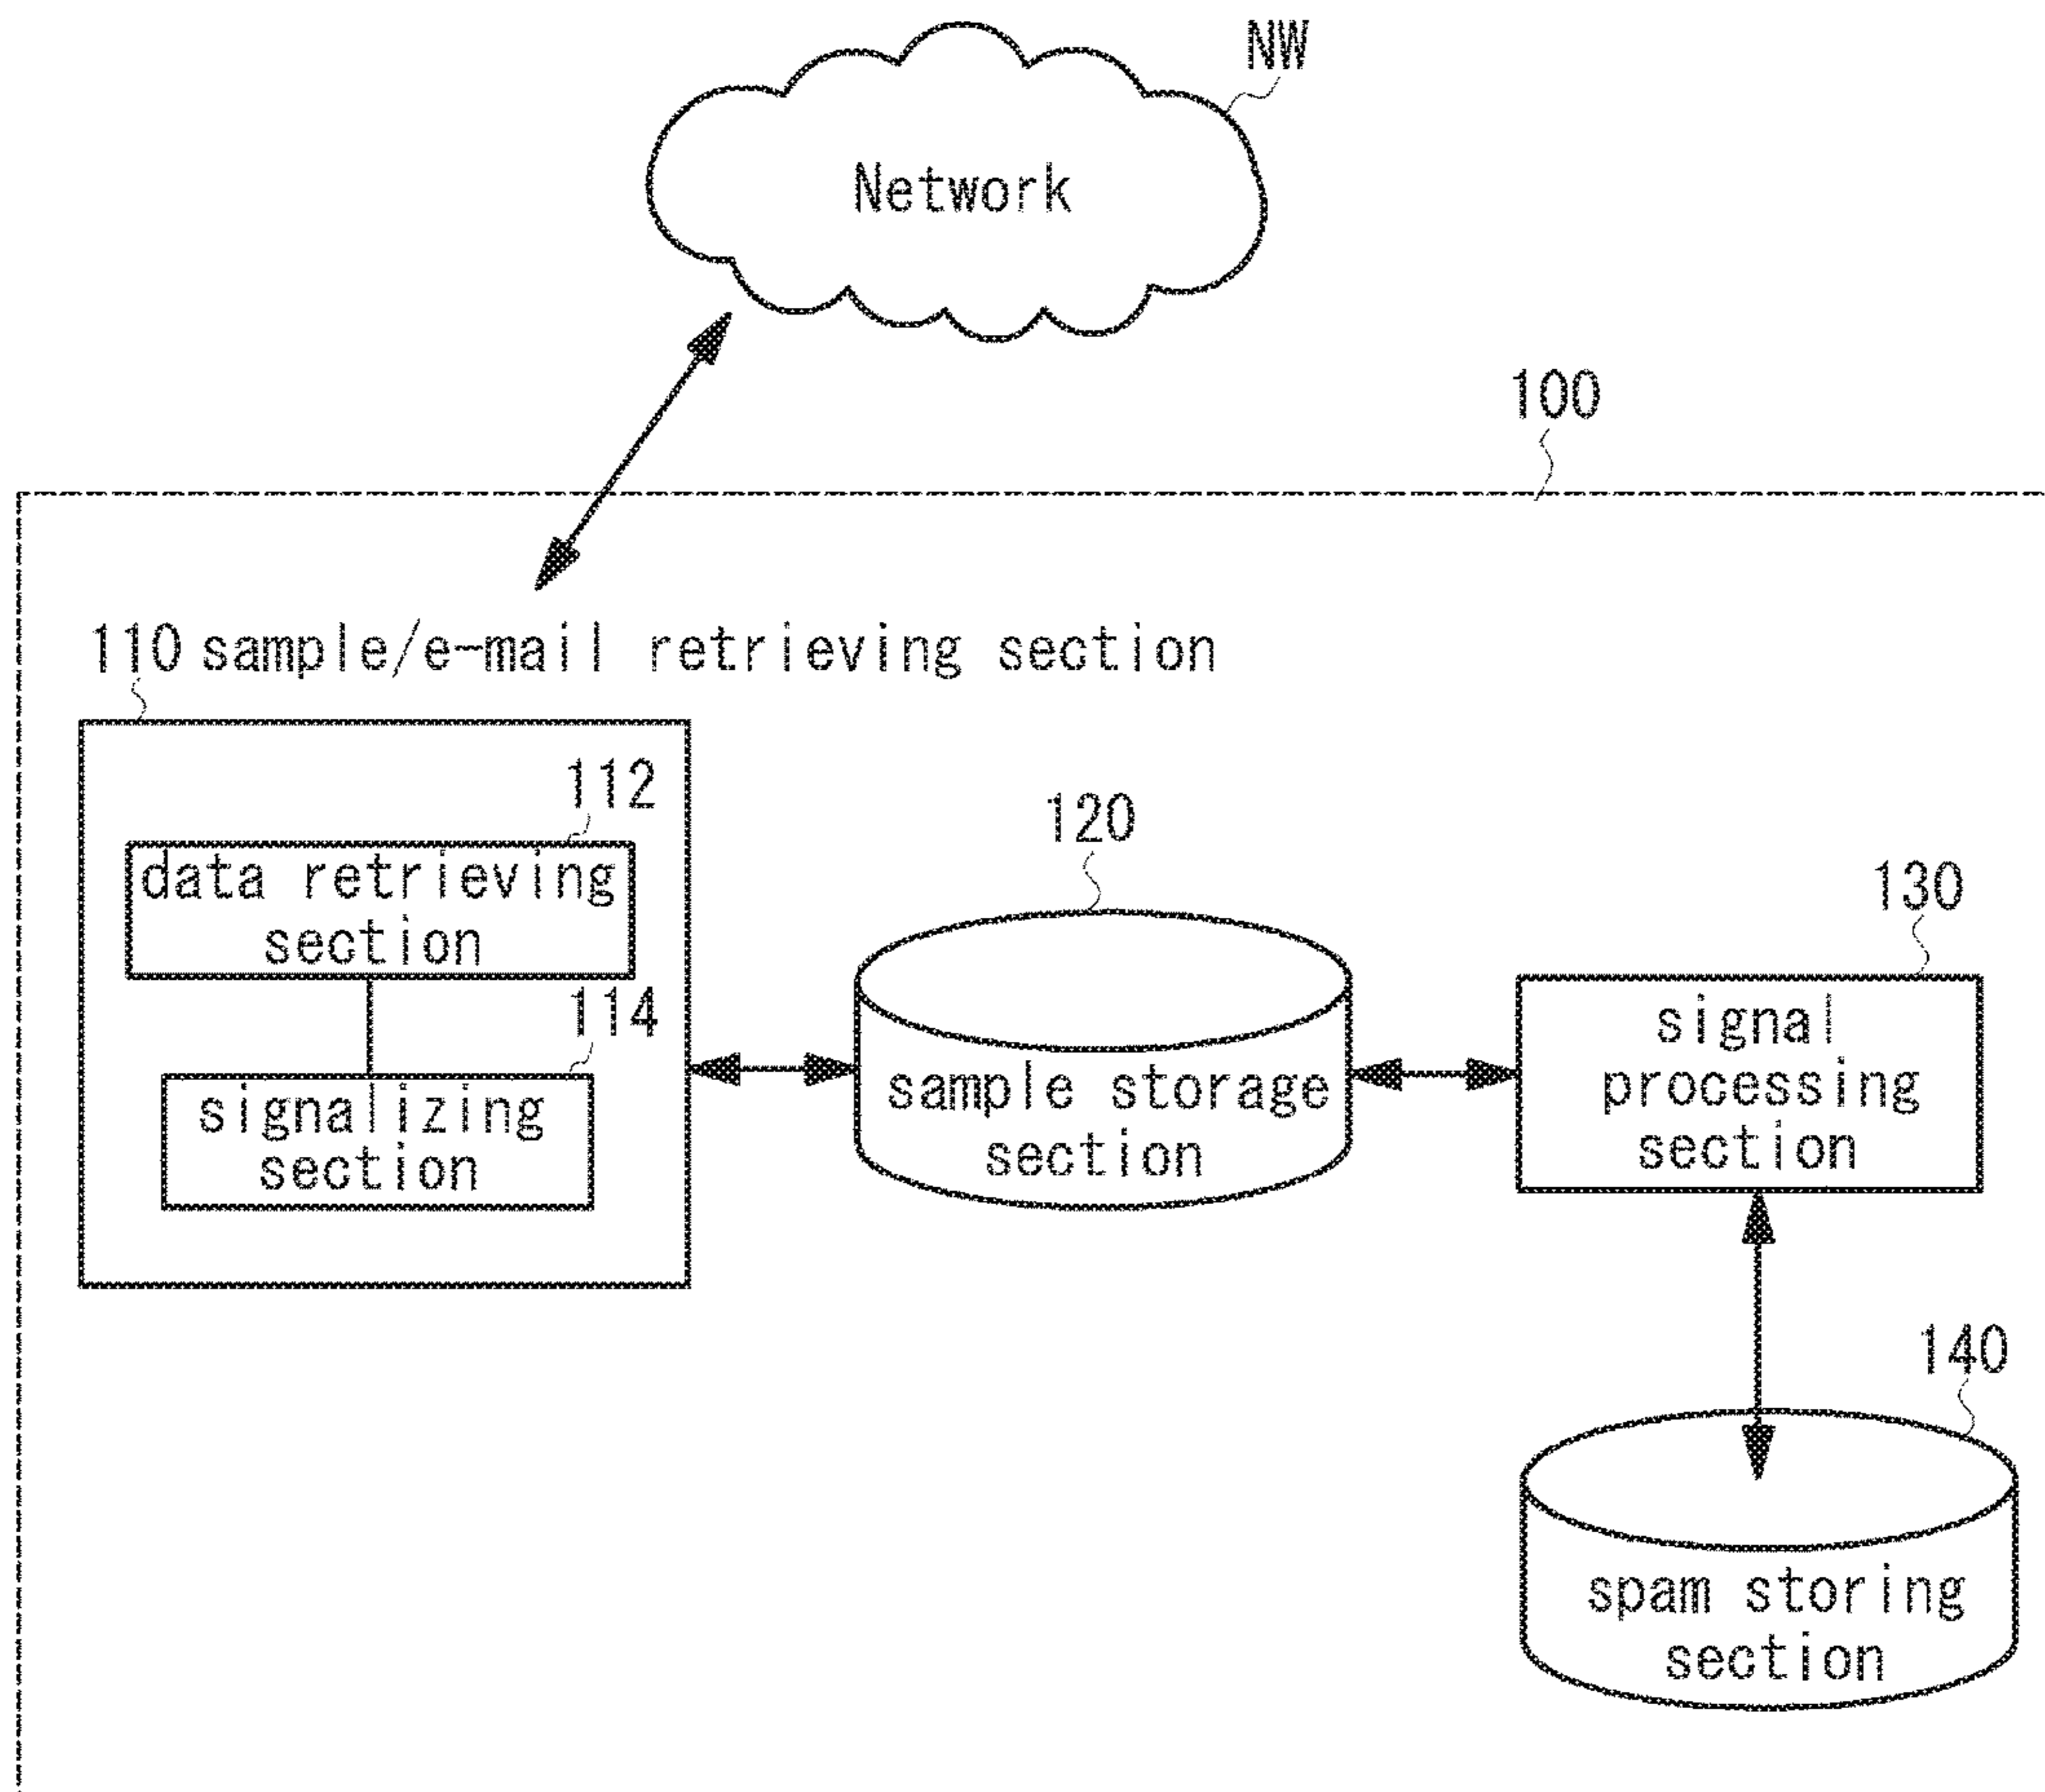 NW
Network
100
110 sample/e-mail retrieving section
112
data retrieving
section
114
signalizing
section
120
sample storage
section
130
signal
processing
section
140
spam storing
section